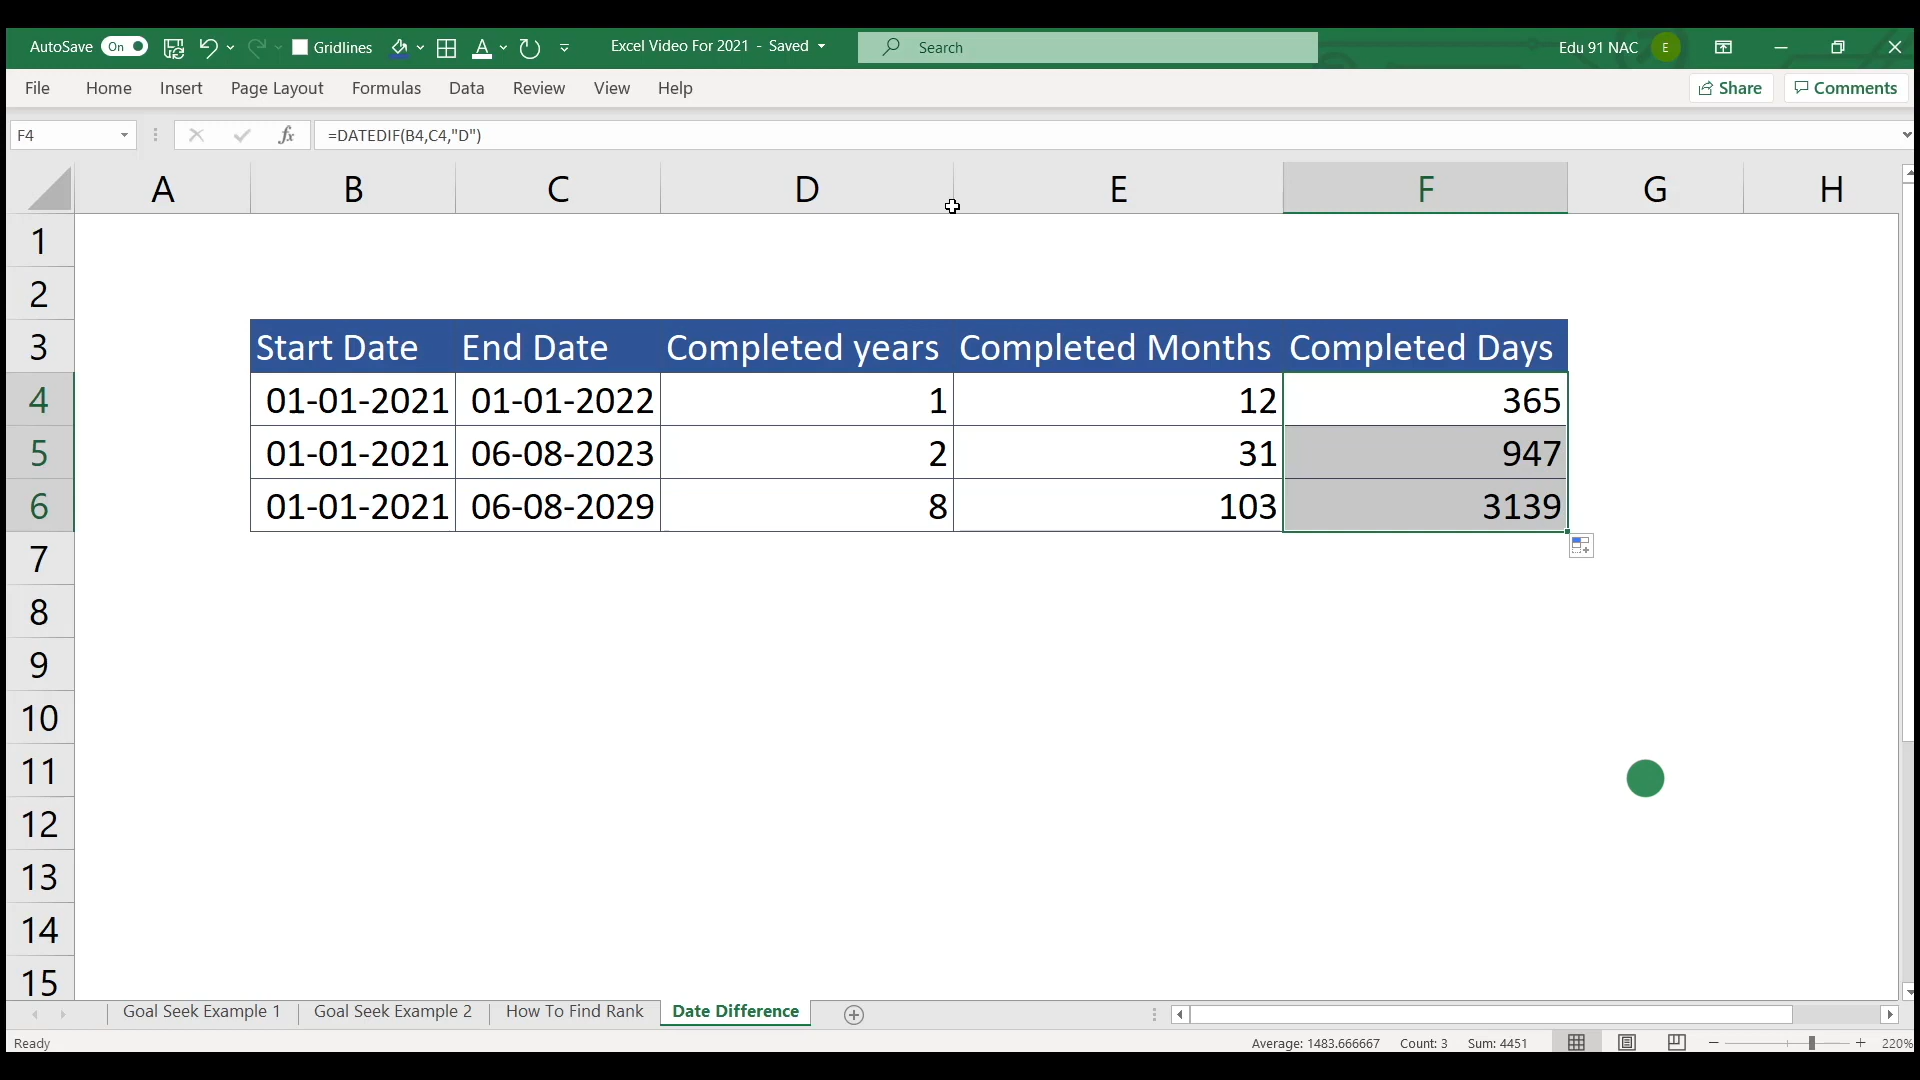 AutoSave On Gridlines A Excel Video For 2021 - Saved Search Edu 91 NAC E
File Home Insert Page Layout Formulas Data Review View Help Share Comments
F4 fx =DATEDIF(B4,C4,"D")
A B C D E F G H
1
2
3 Start Date End Date Completed years Completed Months Completed Days
4 01-01-2021 01-01-2022 1 12 365
5 01-01-2021 06-08-2023 2 31 947
6 01-01-2021 06-08-2029 8 103 3139
7
8
9
10
11
12
13
14
15
Goal Seek Example 1 Goal Seek Example 2 How To Find Rank Date Difference
Ready Average: 1483.666667 Count: 3 Sum: 4451 220%